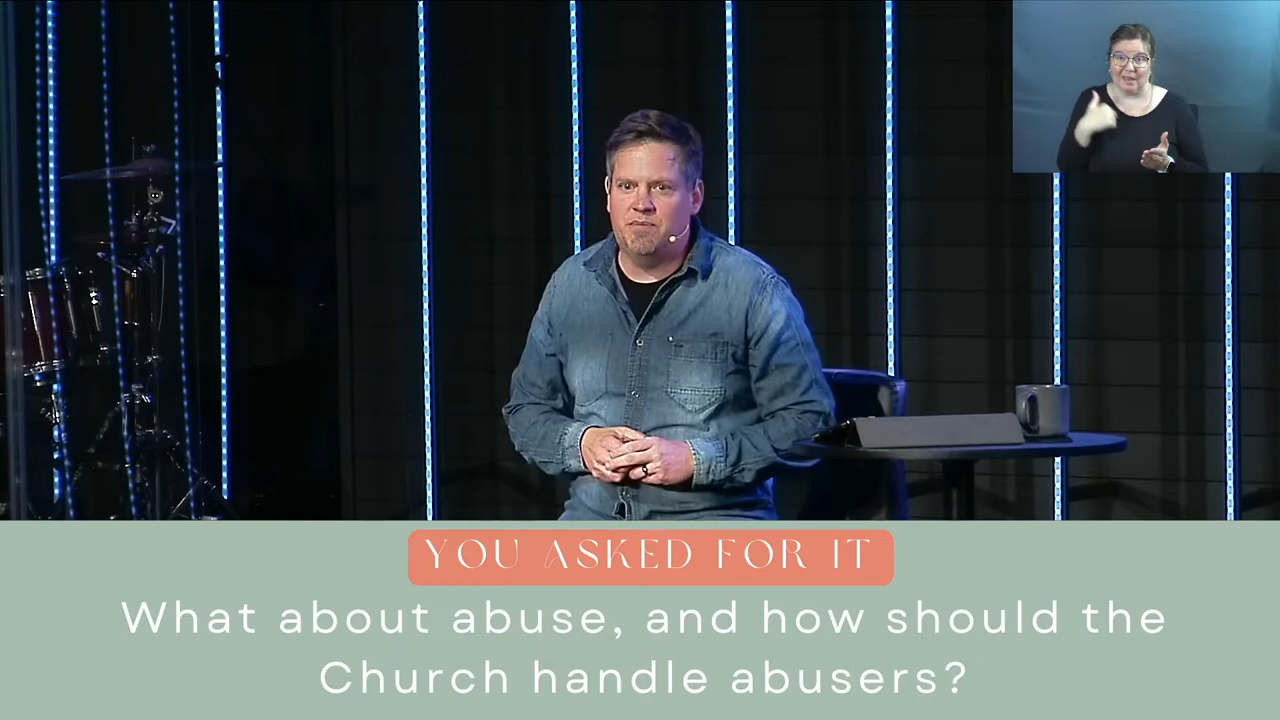 YOU ASKED FOR IT
What about abuse, and how should the
Church handle abusers?